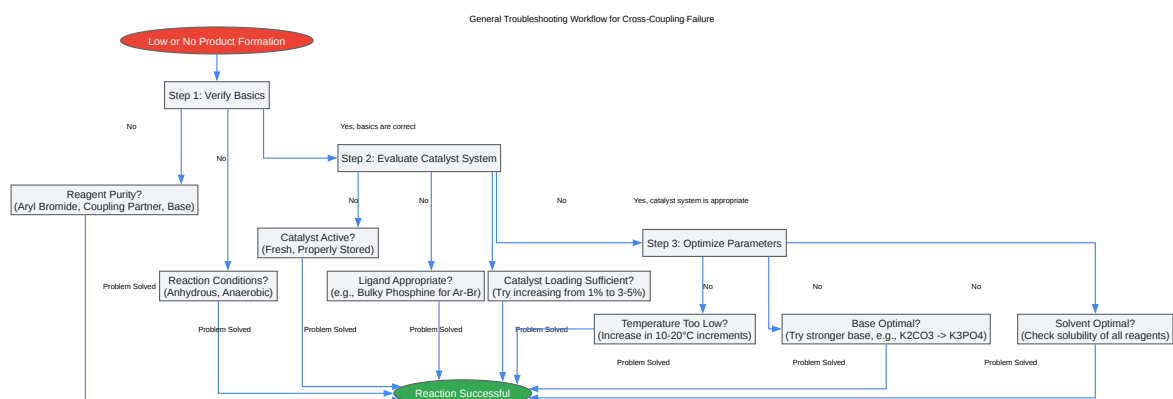 General Troubleshooting Workflow for Cross-Coupling Failure
Low or No Product Formation
Step 1: Verify Basics
No
No
Yes, basics are correct
Step 2: Evaluate Catalyst System
Reagent Purity?
(Aryl Bromide, Coupling Partner, Base)
No
No
No
Yes, catalyst system is appropriate
Catalyst Active?
(Fresh, Properly Stored)
Step 3: Optimize Parameters
Problem Solved
Reaction Conditions?
(Anhydrous, Anaerobic)
Ligand Appropriate?
(e.g., Bulky Phosphine for Ar-Br)
Catalyst Loading Sufficient?
(Try increasing from 1% to 3-5%)
No
No
No
Problem Solved
Problem Solved
Problem Solved
Problem Solved
Temperature Too Low?
(Increase in 10-20°C increments)
Base Optimal?
(Try stronger base, e.g., K2CO3 -> K3PO4)
Solvent Optimal?
(Check solubility of all reagents)
Problem Solved
Problem Solved
Problem Solved
Reaction Successful